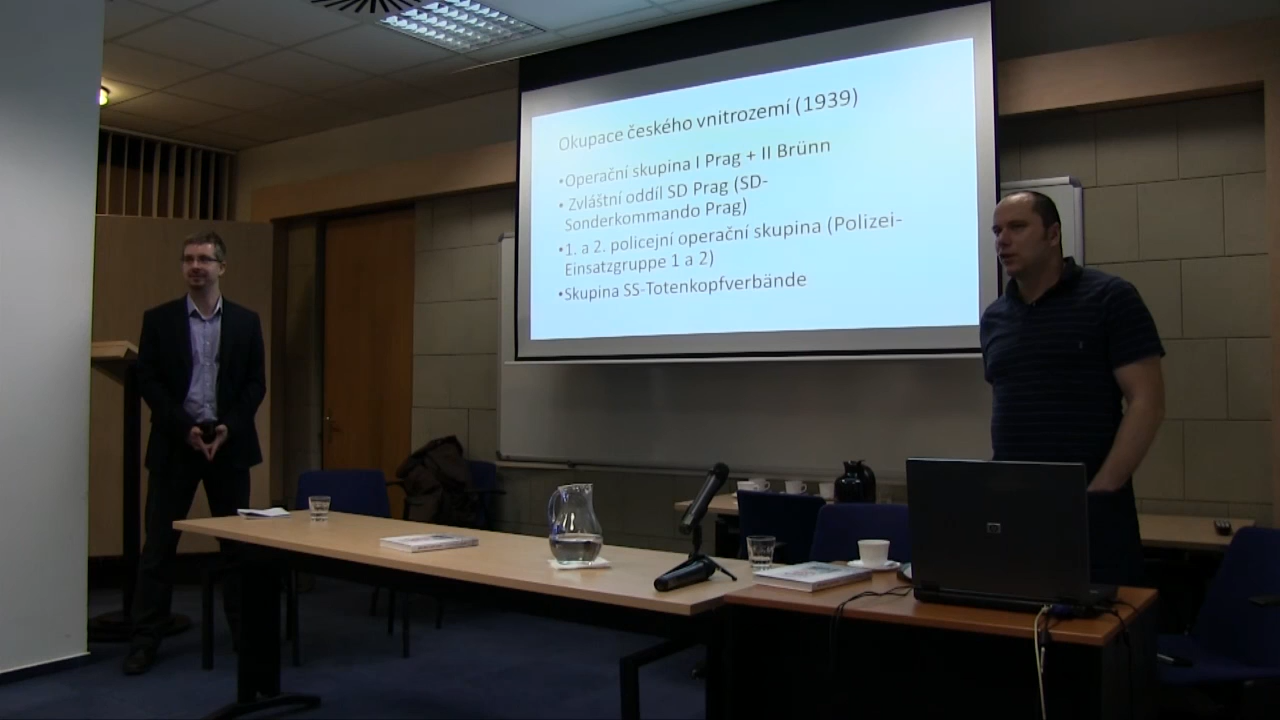 Okupace českého vnitrozemí (1939)
•Operační skupina I Prag + II Brünn
• Zvláštní oddíl SD Prag (SD-
Sonderkommando Prag)
•1. a 2. policejní operační skupina (Polizei-
Einsatzgruppe 1 a 2)
•Skupina SS-Totenkopfverbände